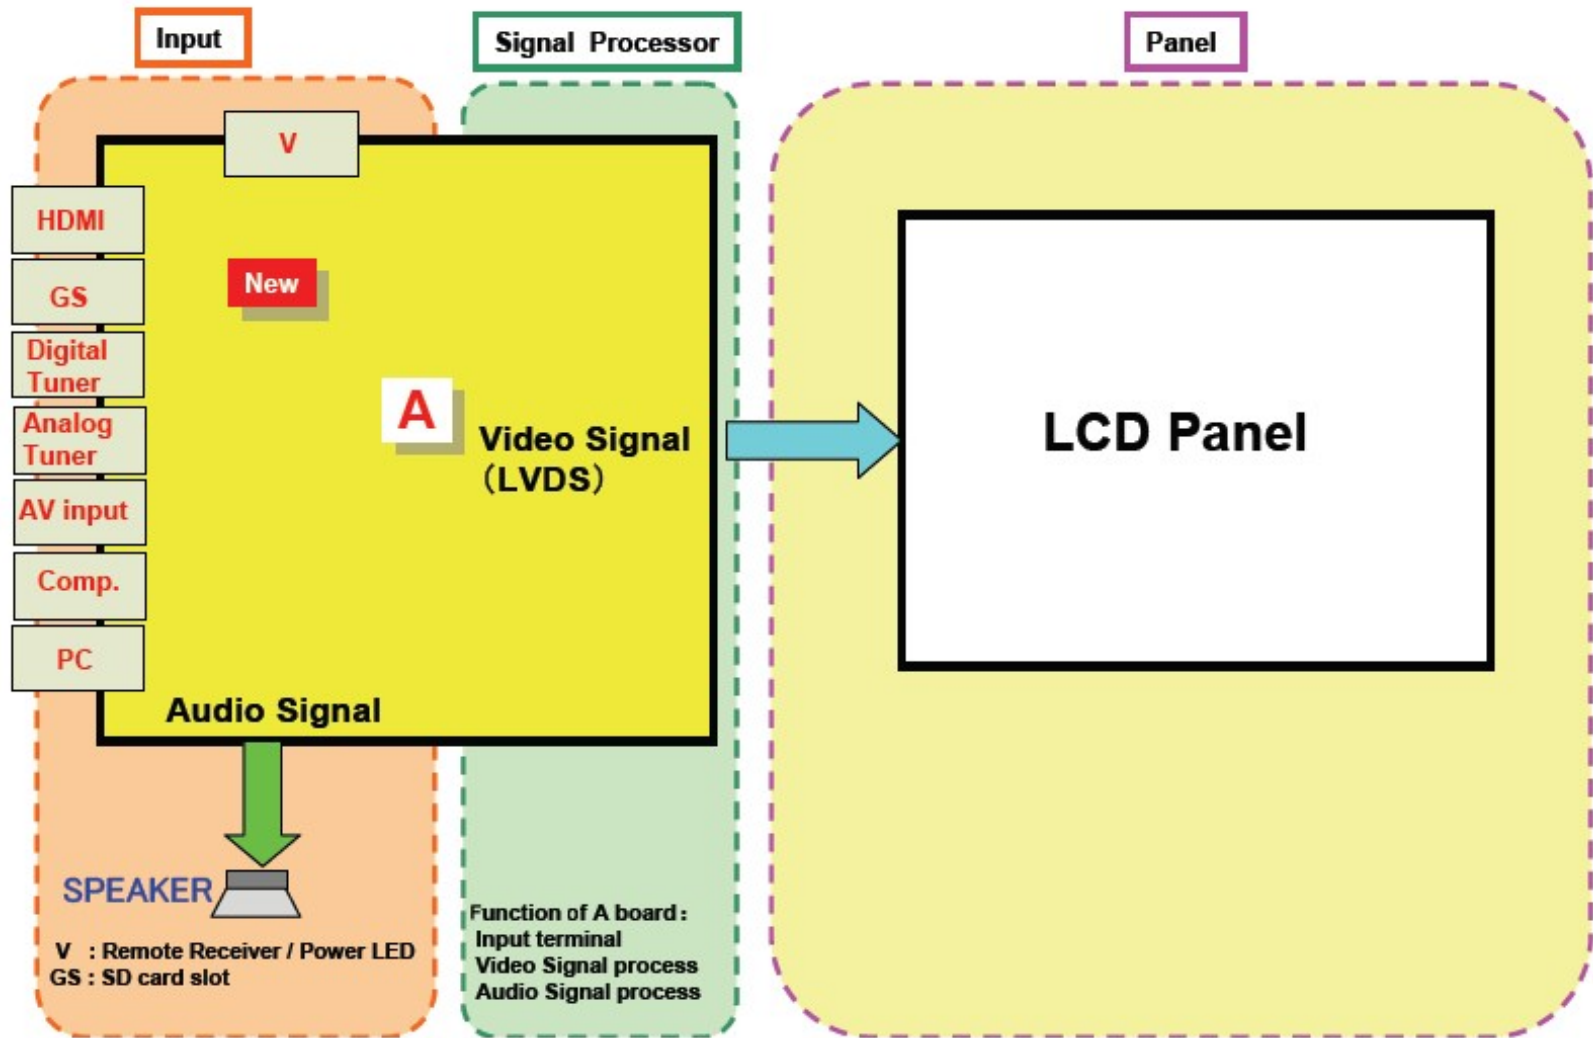 Input
Signal Processor
Panel
V
HDMI
GS
Digital
Tuner
Analog
Tuner
AV input
Comp.
PC
New
A
Video Signal
(LVDS)
Audio Signal
LCD Panel
SPEAKER
V : Remote Receiver / Power LED
GS : SD card slot
Function of A board :
Input terminal
Video Signal process
Audio Signal process